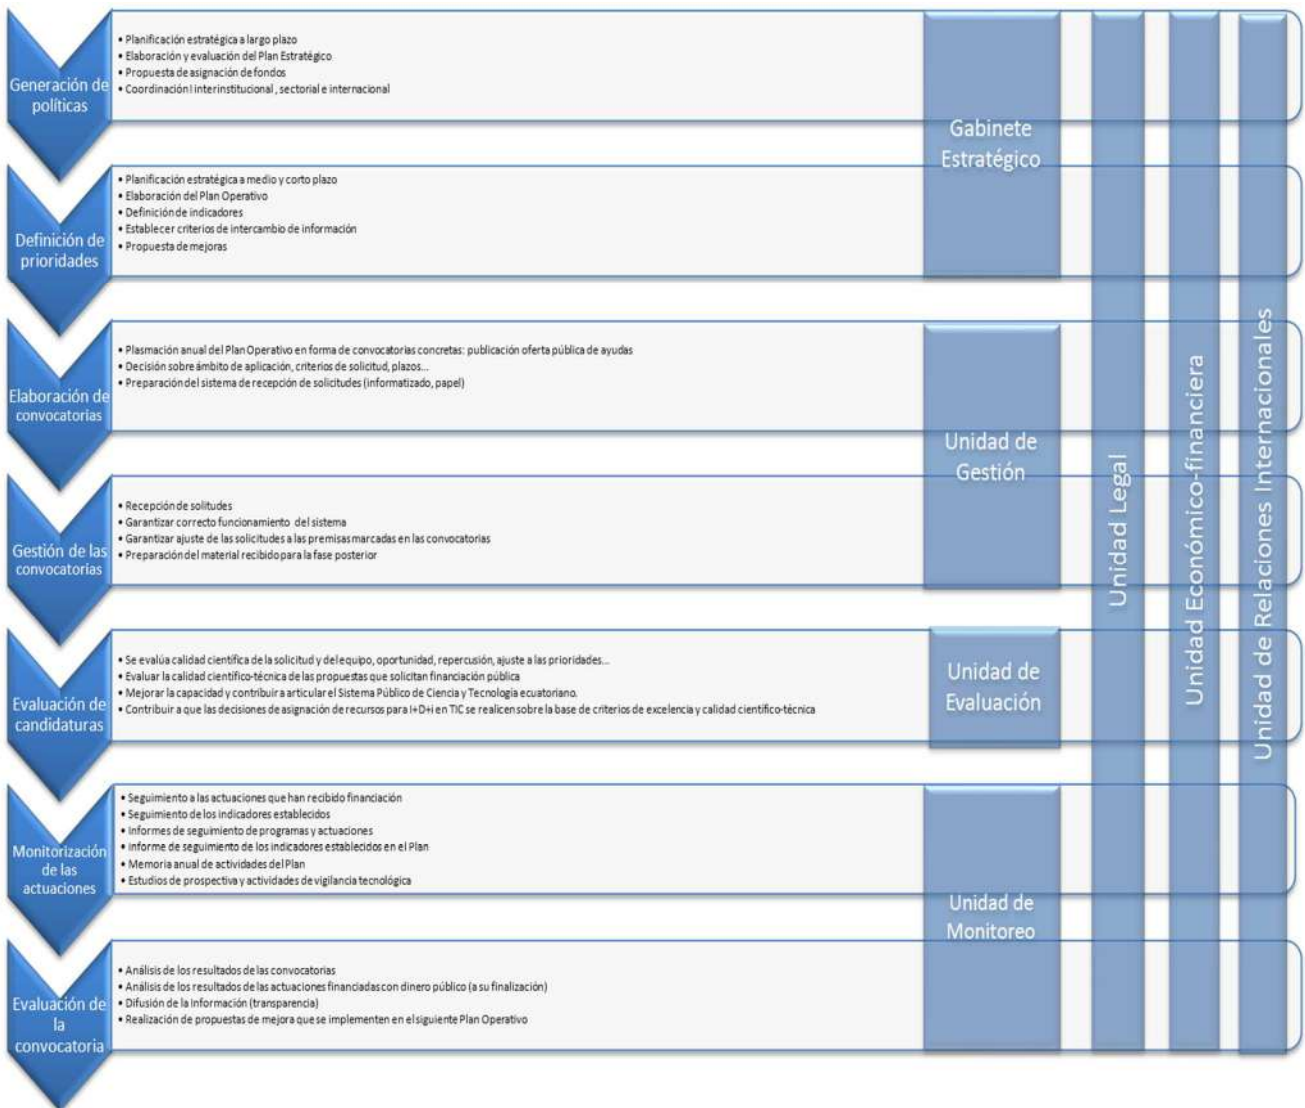 Generación de
políticas
• Planificación estratégica a largo plazo
• Elaboración y evaluación del Plan Estratégico
• Propuesta de asignación de fondos
• Coordinación l interinstitucional , sectorial e internacional
Definición de
prioridades
• Planificación estratégica a medio y corto plazo
• Elaboración del Plan Operativo
• Definición de indicadores
• Establecer criterios de intercambio de información
• Propuesta de mejoras
Gabinete
Estratégico
Elaboración de
convocatorias
• Plasmación anual del Plan Operativo en forma de convocatorias concretas: publicación oferta pública de ayudas
• Decisión sobre ámbito de aplicación, criterios de solicitud, plazos...
• Preparación del sistema de recepción de solicitudes (informatizado, papel)
Gestión de las
convocatorias
• Recepción de solitudes
• Garantizar correcto funcionamiento del sistema
• Garantizar ajuste de las solicitudes a las premisas marcadas en las convocatorias
• Preparación del material recibido para la fase posterior
Unidad de
Gestión
Evaluación de
candidaturas
• Se evalúa calidad científica de la solicitud y del equipo, oportunidad, repercusión, ajuste a las prioridades...
• Evaluar la calidad científico-técnica de las propuestas que solicitan financiación pública
• Mejorar la capacidad y contribuir a articular el Sistema Público de Ciencia y Tecnología ecuatoriano.
• Contribuir a que las decisiones de asignación de recursos para I+D+i en TIC se realicen sobre la base de criterios de excelencia y calidad científico-técnica
Unidad de
Evaluación
Monitorización
de las
actuaciones
• Seguimiento a las actuaciones que han recibido financiación
• Seguimiento de los indicadores establecidos
• Informes de seguimiento de programas y actuaciones
• Informe de seguimiento de los indicadores establecidos en el Plan
• Memoria anual de actividades del Plan
• Estudios de prospectiva y actividades de vigilancia tecnológica
Evaluación de
la
convocatoria
• Análisis de los resultados de las convocatorias
• Análisis de los resultados de las actuaciones financiadas con dinero público (a su finalización)
• Difusión de la Información (transparencia)
• Realización de propuestas de mejora que se implementen en el siguiente Plan Operativo
Unidad de
Monitoreo
Unidad Legal
Unidad Económico-financiera
Unidad de Relaciones Internacionales